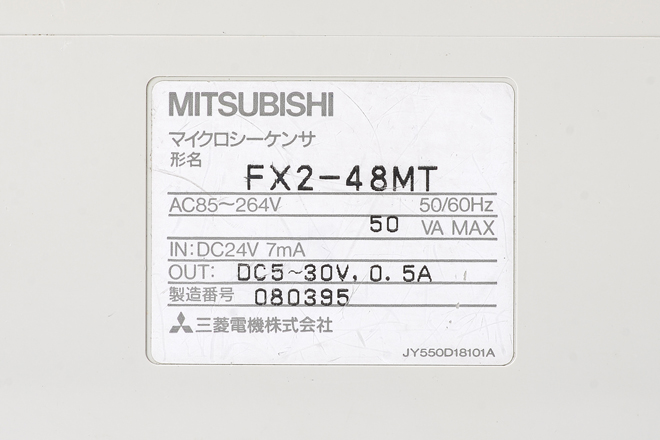 MITSUBISHI
マイクロシーケンサ
形名
FX2-48MT
AC85〜264V 50/60Hz
50 VA MAX
IN:DC24V 7mA
OUT: DC5~30V, 0.5A
製造番号 080395
三菱電機株式会社
JY550D18101A